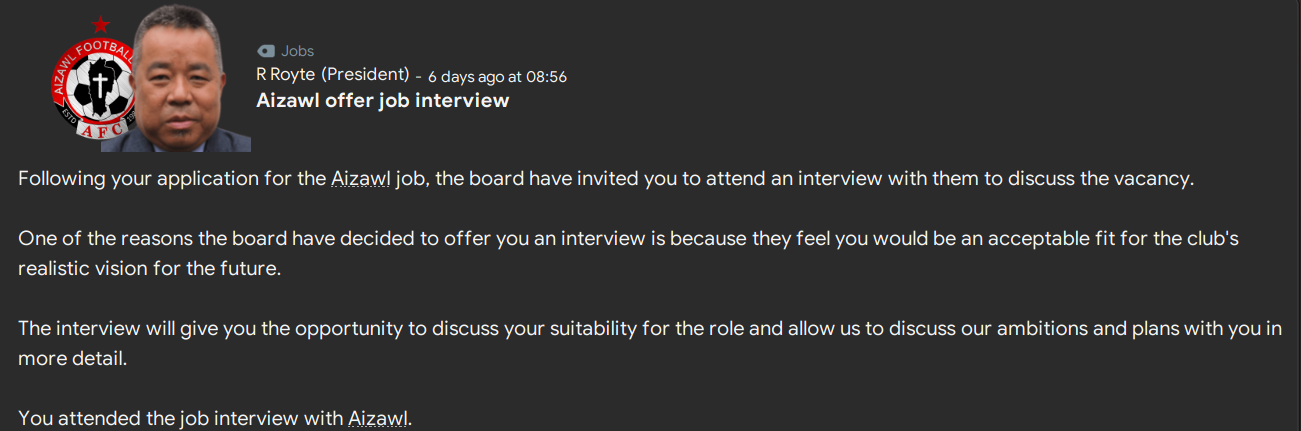 AIZAWL FOOTBALL
ESTD
AFC
Jobs
R Royte (President) - 6 days ago at 08:56
Aizawl offer job interview
Following your application for the Aizawl job, the board have invited you to attend an interview with them to discuss the vacancy.
One of the reasons the board have decided to offer you an interview is because they feel you would be an acceptable fit for the club's
realistic vision for the future.
The interview will give you the opportunity to discuss your suitability for the role and allow us to discuss our ambitions and plans with you in
more detail.
You attended the job interview with Aizawl.